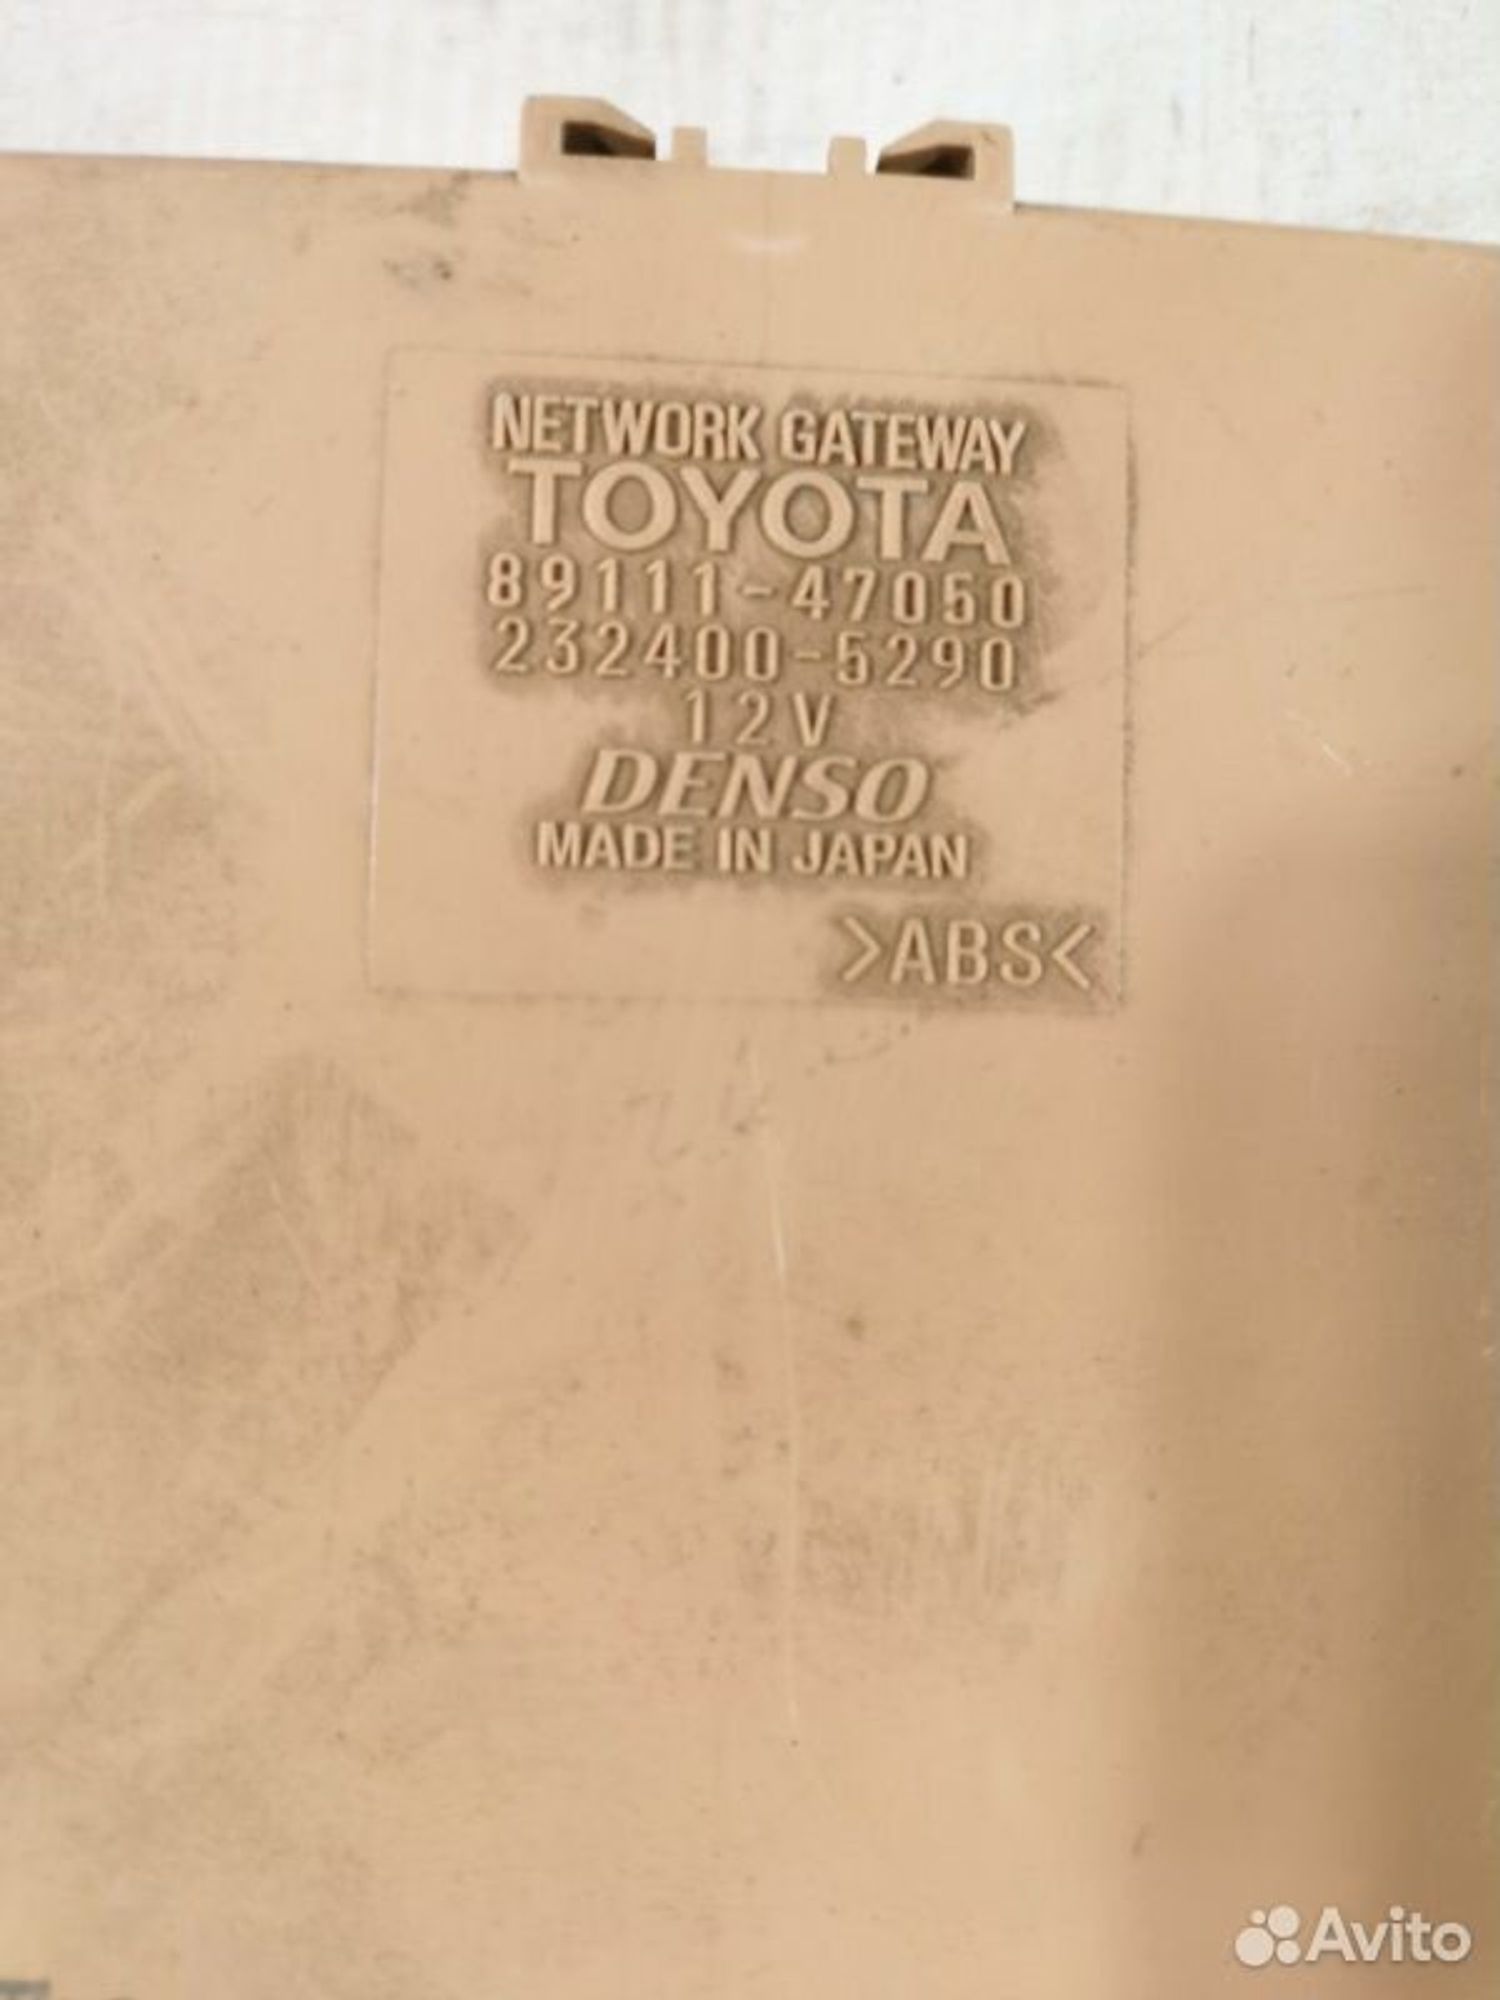 NETWORK GATEWAY
TOYOTA
89111-47050
232400-5290
12V
DENSO
MADE IN JAPAN
>ABS<
Avito